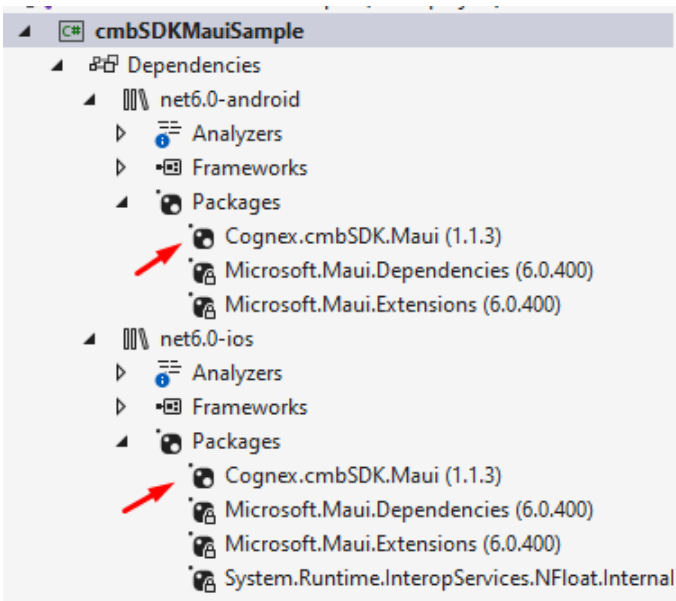 C# cmbSDKMauiSample
Dependencies
net6.0-android
Analyzers
Frameworks
Packages
Cognex.cmbSDK.Maui (1.1.3)
Microsoft.Maui.Dependencies (6.0.400)
Microsoft.Maui.Extensions (6.0.400)
net6.0-ios
Analyzers
Frameworks
Packages
Cognex.cmbSDK.Maui (1.1.3)
Microsoft.Maui.Dependencies (6.0.400)
Microsoft.Maui.Extensions (6.0.400)
System.Runtime.InteropServices.NFloat.Internal